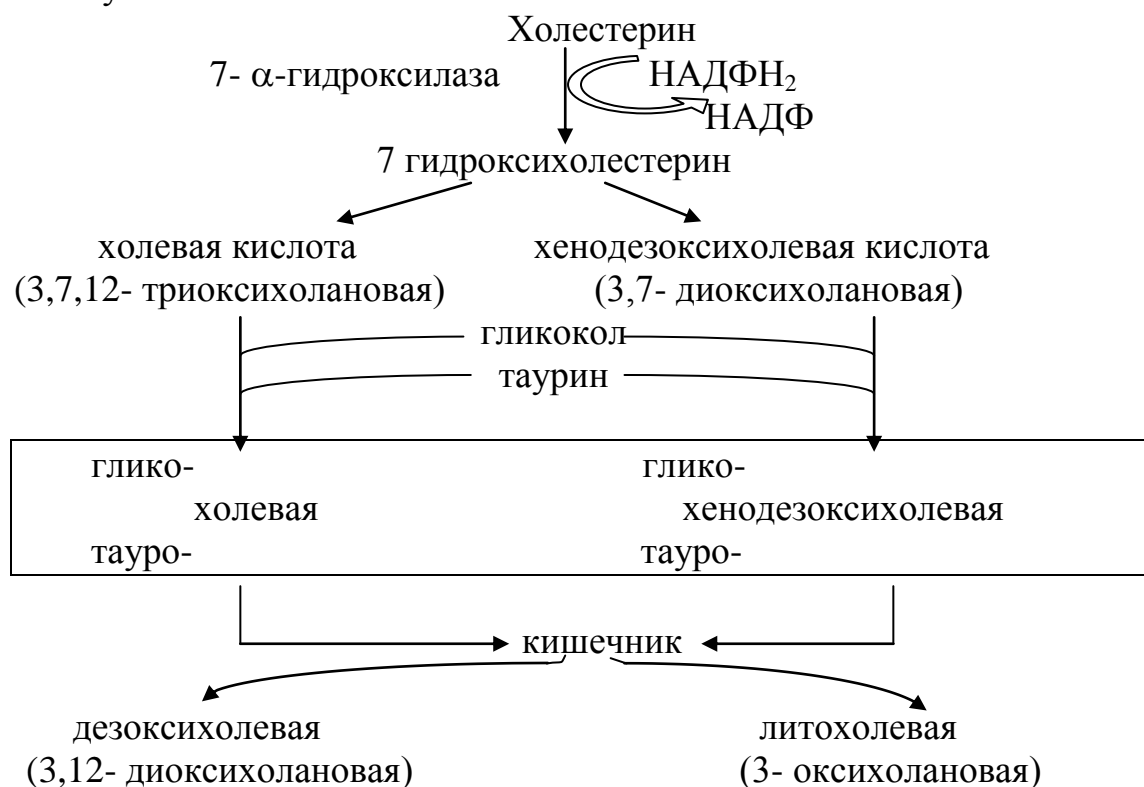 Холестерин
7- α-гидроксилаза НАДФН₂
НАДФ
7 гидроксихолестерин
холевая кислота хенодезоксихолевая кислота
(3,7,12- триоксихолановая) (3,7- диоксихолановая)
гликокол
таурин
глико- глико-
холевая хенодезоксихолевая
тауро- тауро-
кишечник
дезоксихолевая литохолевая
(3,12- диоксихолановая) (3- оксихолановая)